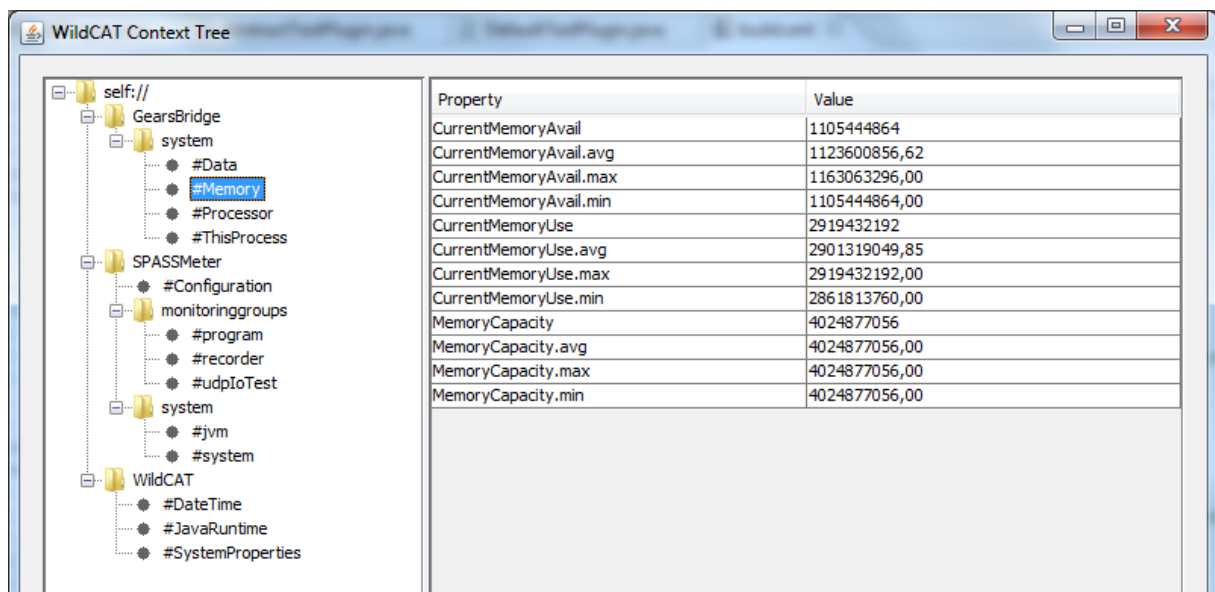 WildCAT Context Tree
self://
GearsBridge
system
#Data
#Memory
#Processor
#ThisProcess
SPASSMeter
#Configuration
monitoringgroups
#program
#recorder
#udpIoTest
system
#jvm
#system
WildCAT
#DateTime
#JavaRuntime
#SystemProperties
Property Value
CurrentMemoryAvail 1105444864
CurrentMemoryAvail.avg 1123600856,62
CurrentMemoryAvail.max 1163063296,00
CurrentMemoryAvail.min 1105444864,00
CurrentMemoryUse 2919432192
CurrentMemoryUse.avg 2901319049,85
CurrentMemoryUse.max 2919432192,00
CurrentMemoryUse.min 2861813760,00
MemoryCapacity 4024877056
MemoryCapacity.avg 4024877056,00
MemoryCapacity.max 4024877056,00
MemoryCapacity.min 4024877056,00